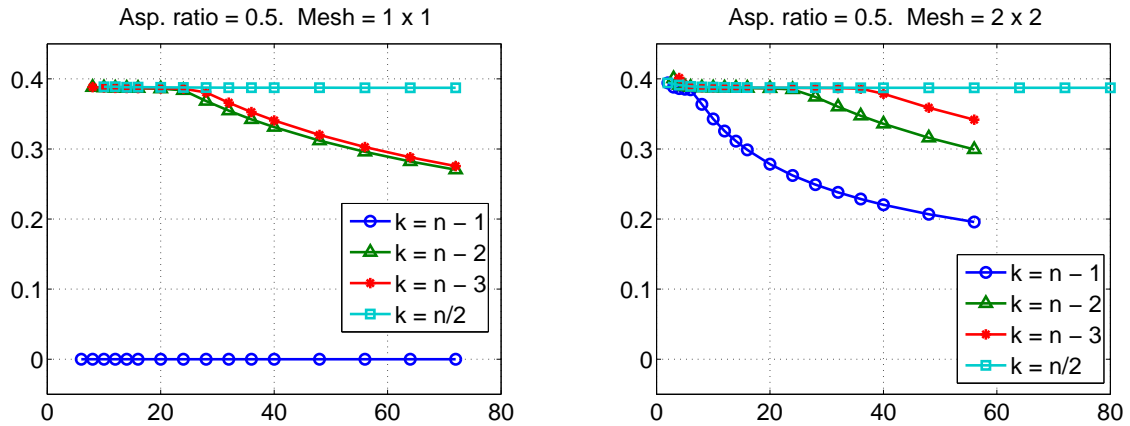 Asp. ratio = 0.5. Mesh = 1 x 1
0.4
0.3
0.2
0.1
0
0
20
40
60
80
k = n − 1
k = n − 2
k = n − 3
k = n/2
Asp. ratio = 0.5. Mesh = 2 x 2
0.4
0.3
0.2
0.1
0
0
20
40
60
80
k = n − 1
k = n − 2
k = n − 3
k = n/2